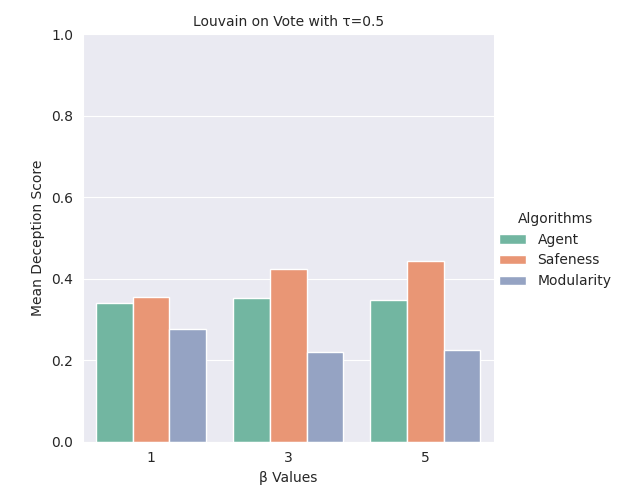 Louvain on Vote with τ=0.5
1.0
0.8
0.6
0.4
0.2
0.0
Mean Deception Score
1
3
5
β Values
Algorithms
Agent
Safeness
Modularity